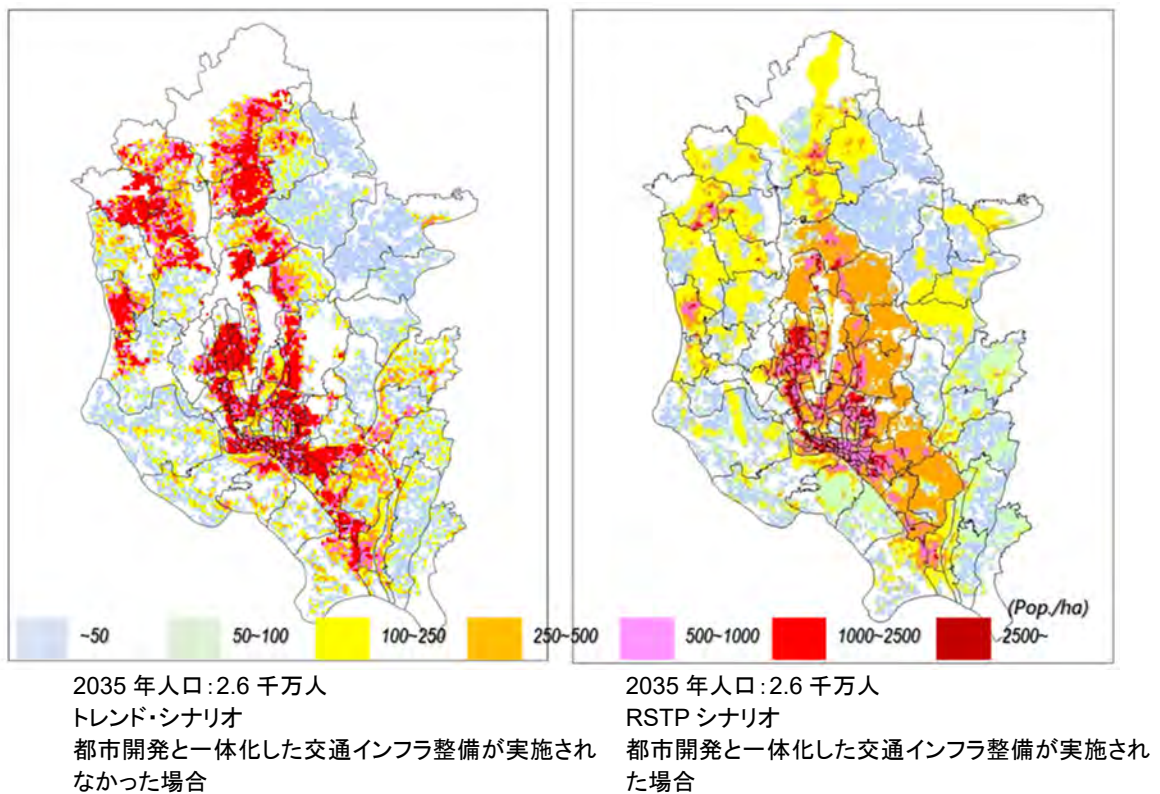 (Pop./ha)
~50
50~100
100~250
250~500
500~1000
1000~2500
2500~
2035 年人口：2.6 千万人
トレンド・シナリオ
都市開発と一体化した交通インフラ整備が実施され
なかった場合
2035 年人口：2.6 千万人
RSTP シナリオ
都市開発と一体化した交通インフラ整備が実施され
た場合